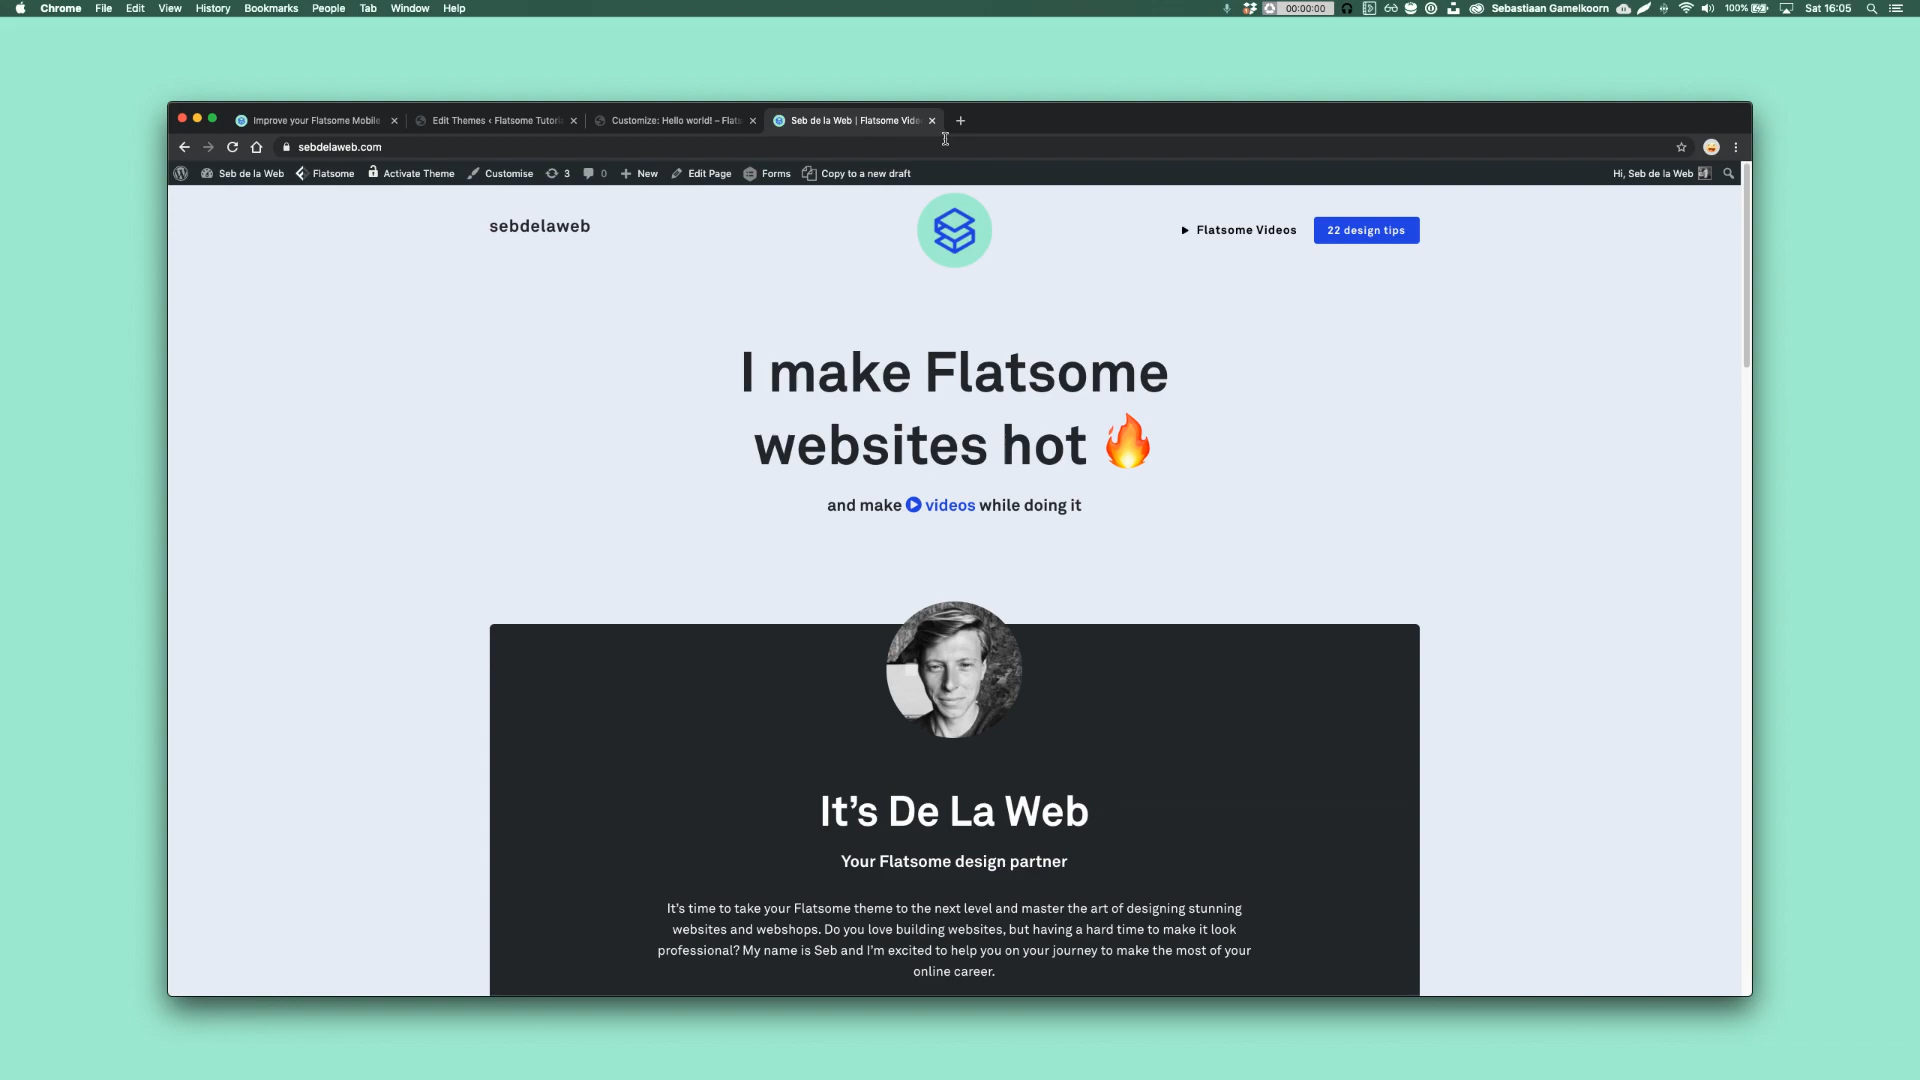 Chrome File Edit View History Bookmarks People Tab Window Help 00:00:00 Sebastiaan Gamelkoorn 100% Sat 16:05
Improve your Flatsome Mobile Edit Themes ‹ Flatsome Tutori Customize: Hello world! – Flats Seb de la Web | Flatsome Vide
sebdelaweb.com
Seb de la Web Flatsome Activate Theme Customise 3 0 New Edit Page Forms Copy to a new draft Hi, Seb de la Web
sebdelaweb
Flatsome Videos 22 design tips
I make Flatsome
websites hot 🔥
and make videos while doing it
It's De La Web
Your Flatsome design partner
It's time to take your Flatsome theme to the next level and master the art of designing stunning
websites and webshops. Do you love building websites, but having a hard time to make it look
professional? My name is Seb and I'm excited to help you on your journey to make the most of your
online career.